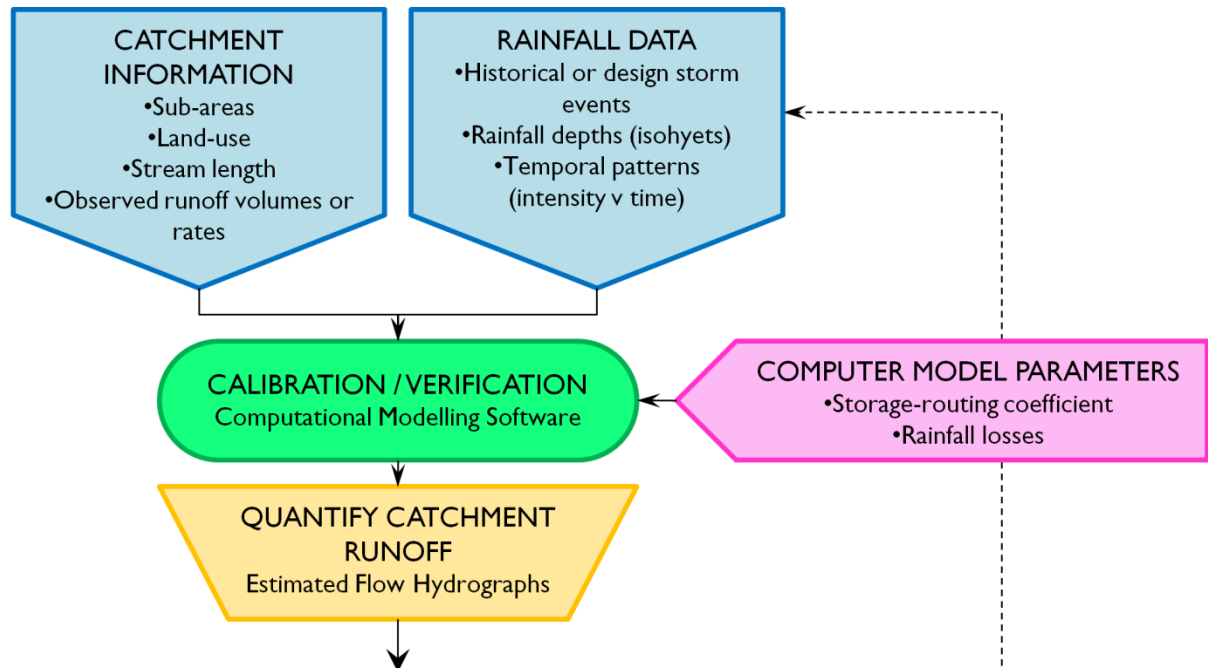 CATCHMENT
INFORMATION
•Sub-areas
•Land-use
•Stream length
•Observed runoff volumes or
rates
RAINFALL DATA
•Historical or design storm
events
•Rainfall depths (isohyets)
•Temporal patterns
(intensity v time)
CALIBRATION / VERIFICATION
Computational Modelling Software
COMPUTER MODEL PARAMETERS
•Storage-routing coefficient
•Rainfall losses
QUANTIFY CATCHMENT
RUNOFF
Estimated Flow Hydrographs